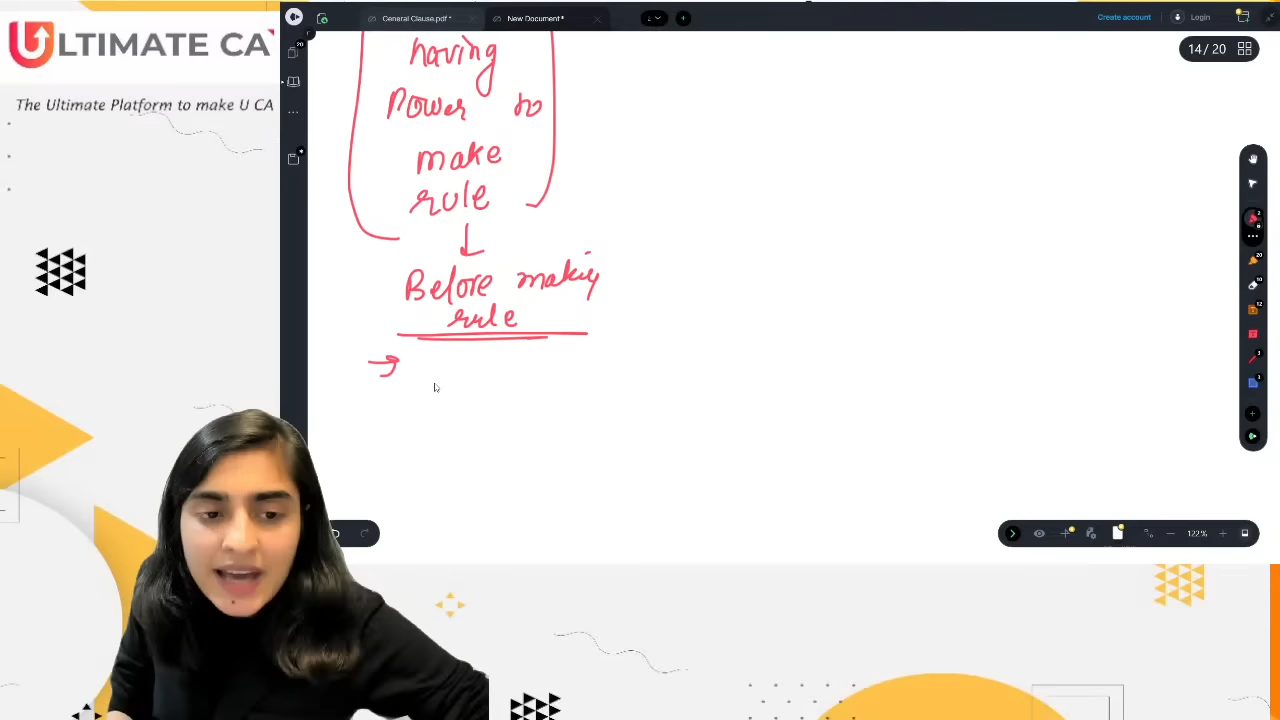 ULTIMATE CA
The Ultimate Platform to make U CA
General Clause.pdf *
New Document*
Create account
Login
14 / 20
having
Power to
make
rule
Before making
rule
122%